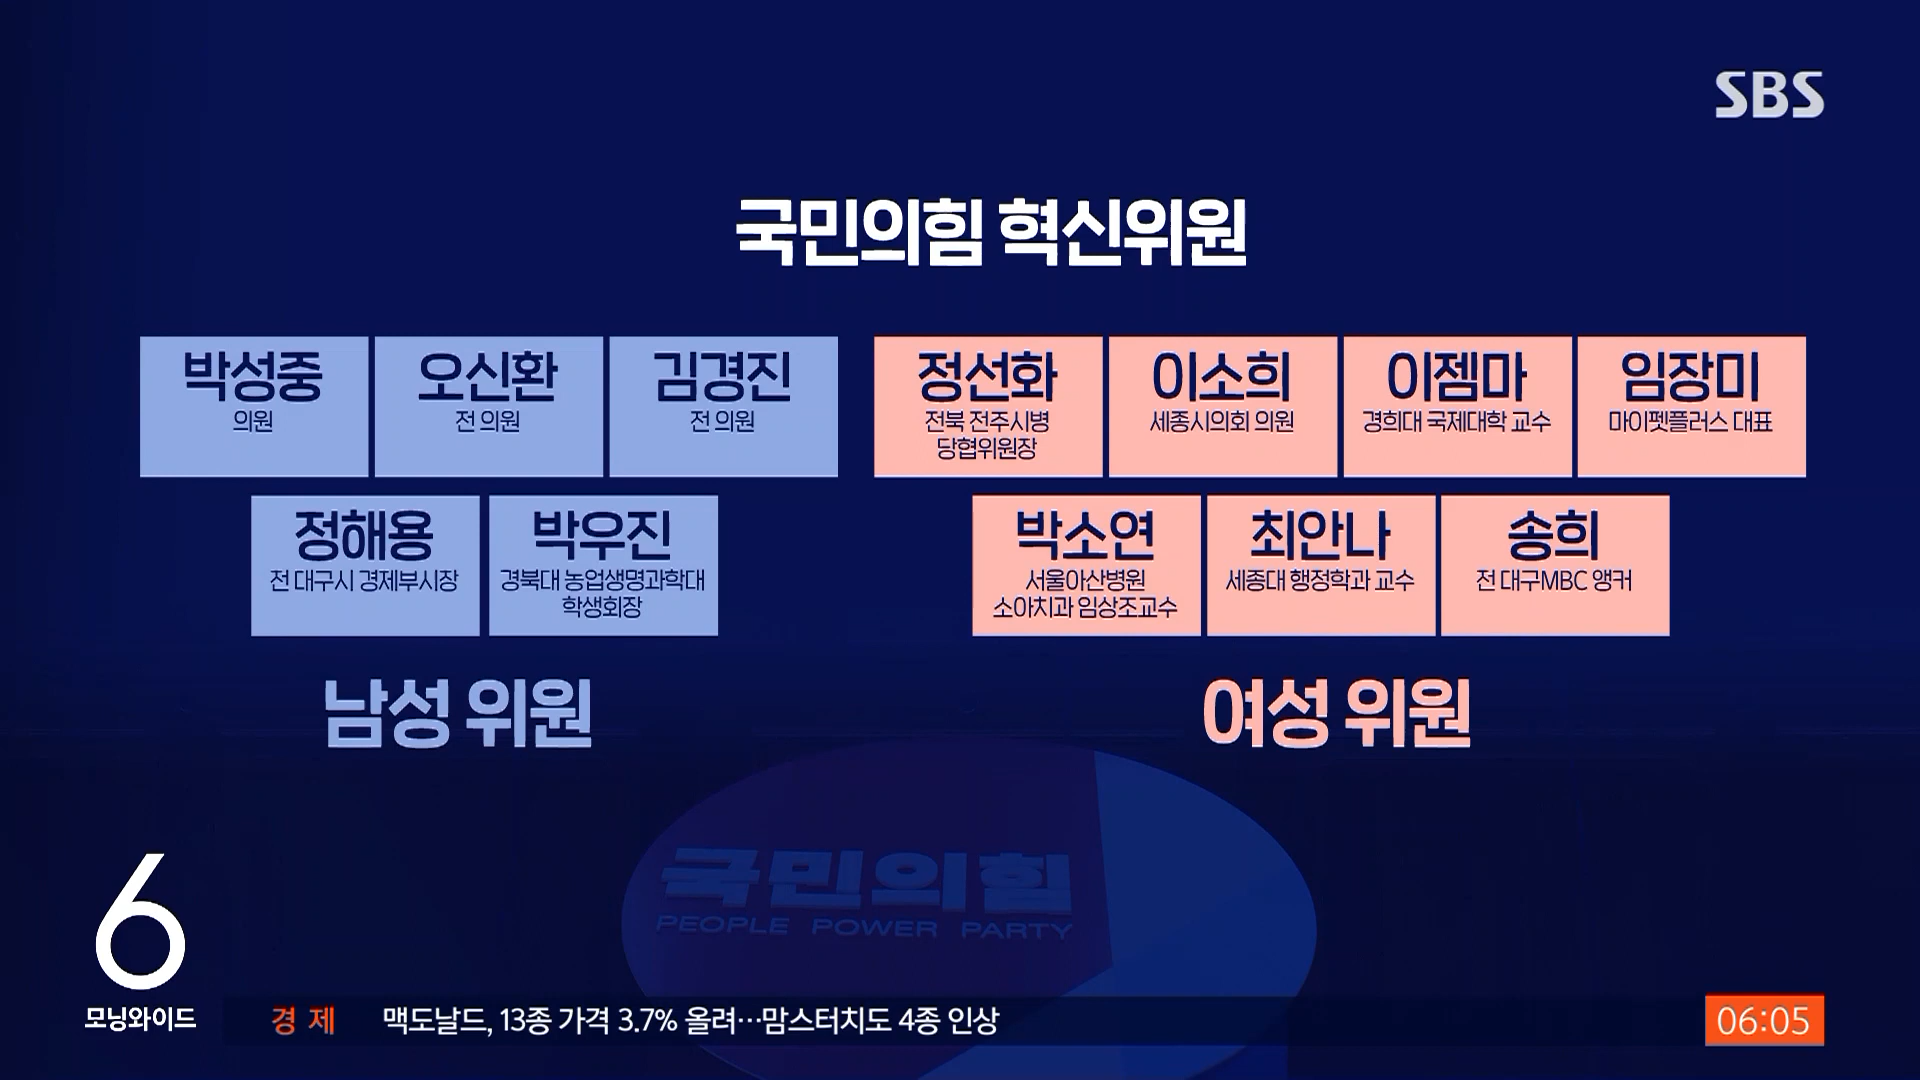 SBS
국민의힘 혁신위원
박성중
의원
오신환
전 의원
김경진
전 의원
정해용
전 대구시 경제부시장
박우진
경북대 농업생명과학대
학생회장
남성 위원
정선화
전북 전주시병
당협위원장
이소희
세종시의회 의원
이젬마
경희대 국제대학 교수
임장미
마이펫플러스 대표
박소연
서울아산병원
소아치과 임상조교수
최안나
세종대 행정학과 교수
송희
전 대구MBC 앵커
여성 위원
국민의힘
PEOPLE POWER PARTY
6
모닝와이드
경제 맥도날드, 13종 가격 3.7% 올려…맘스터치도 4종 인상
06:05